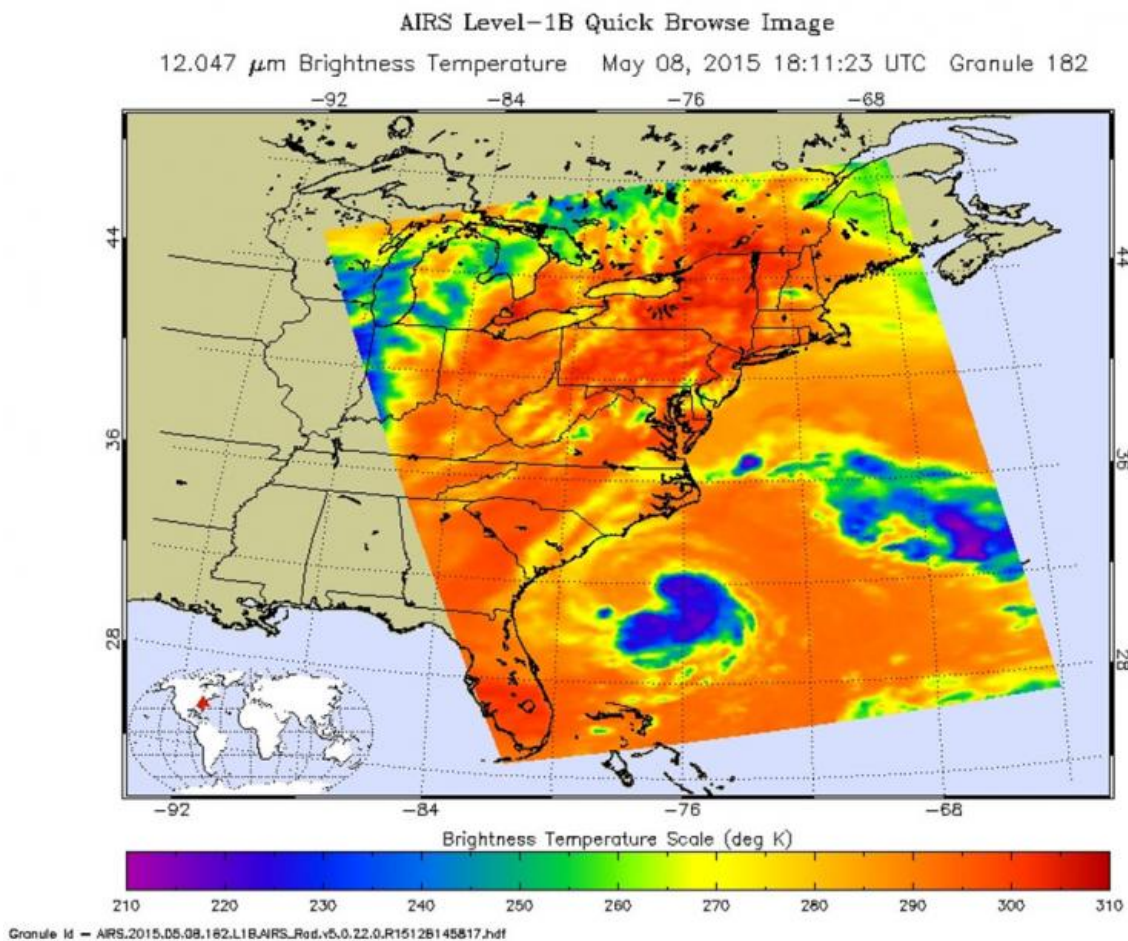 AIRS Level-1B Quick Browse Image
12.047 μm Brightness Temperature May 08, 2015 18:11:23 UTC Granule 182
-92 -84 -76 -68
44 44
36 36
28 28
-92 -84 -76 -68
Brightness Temperature Scale (deg K)
210 220 230 240 250 260 270 280 290 300 310
Granule Id - AIRS.2015.05.08.182.L1B.AIRS_Rad.v5.0.22.0.R15128145817.hdf